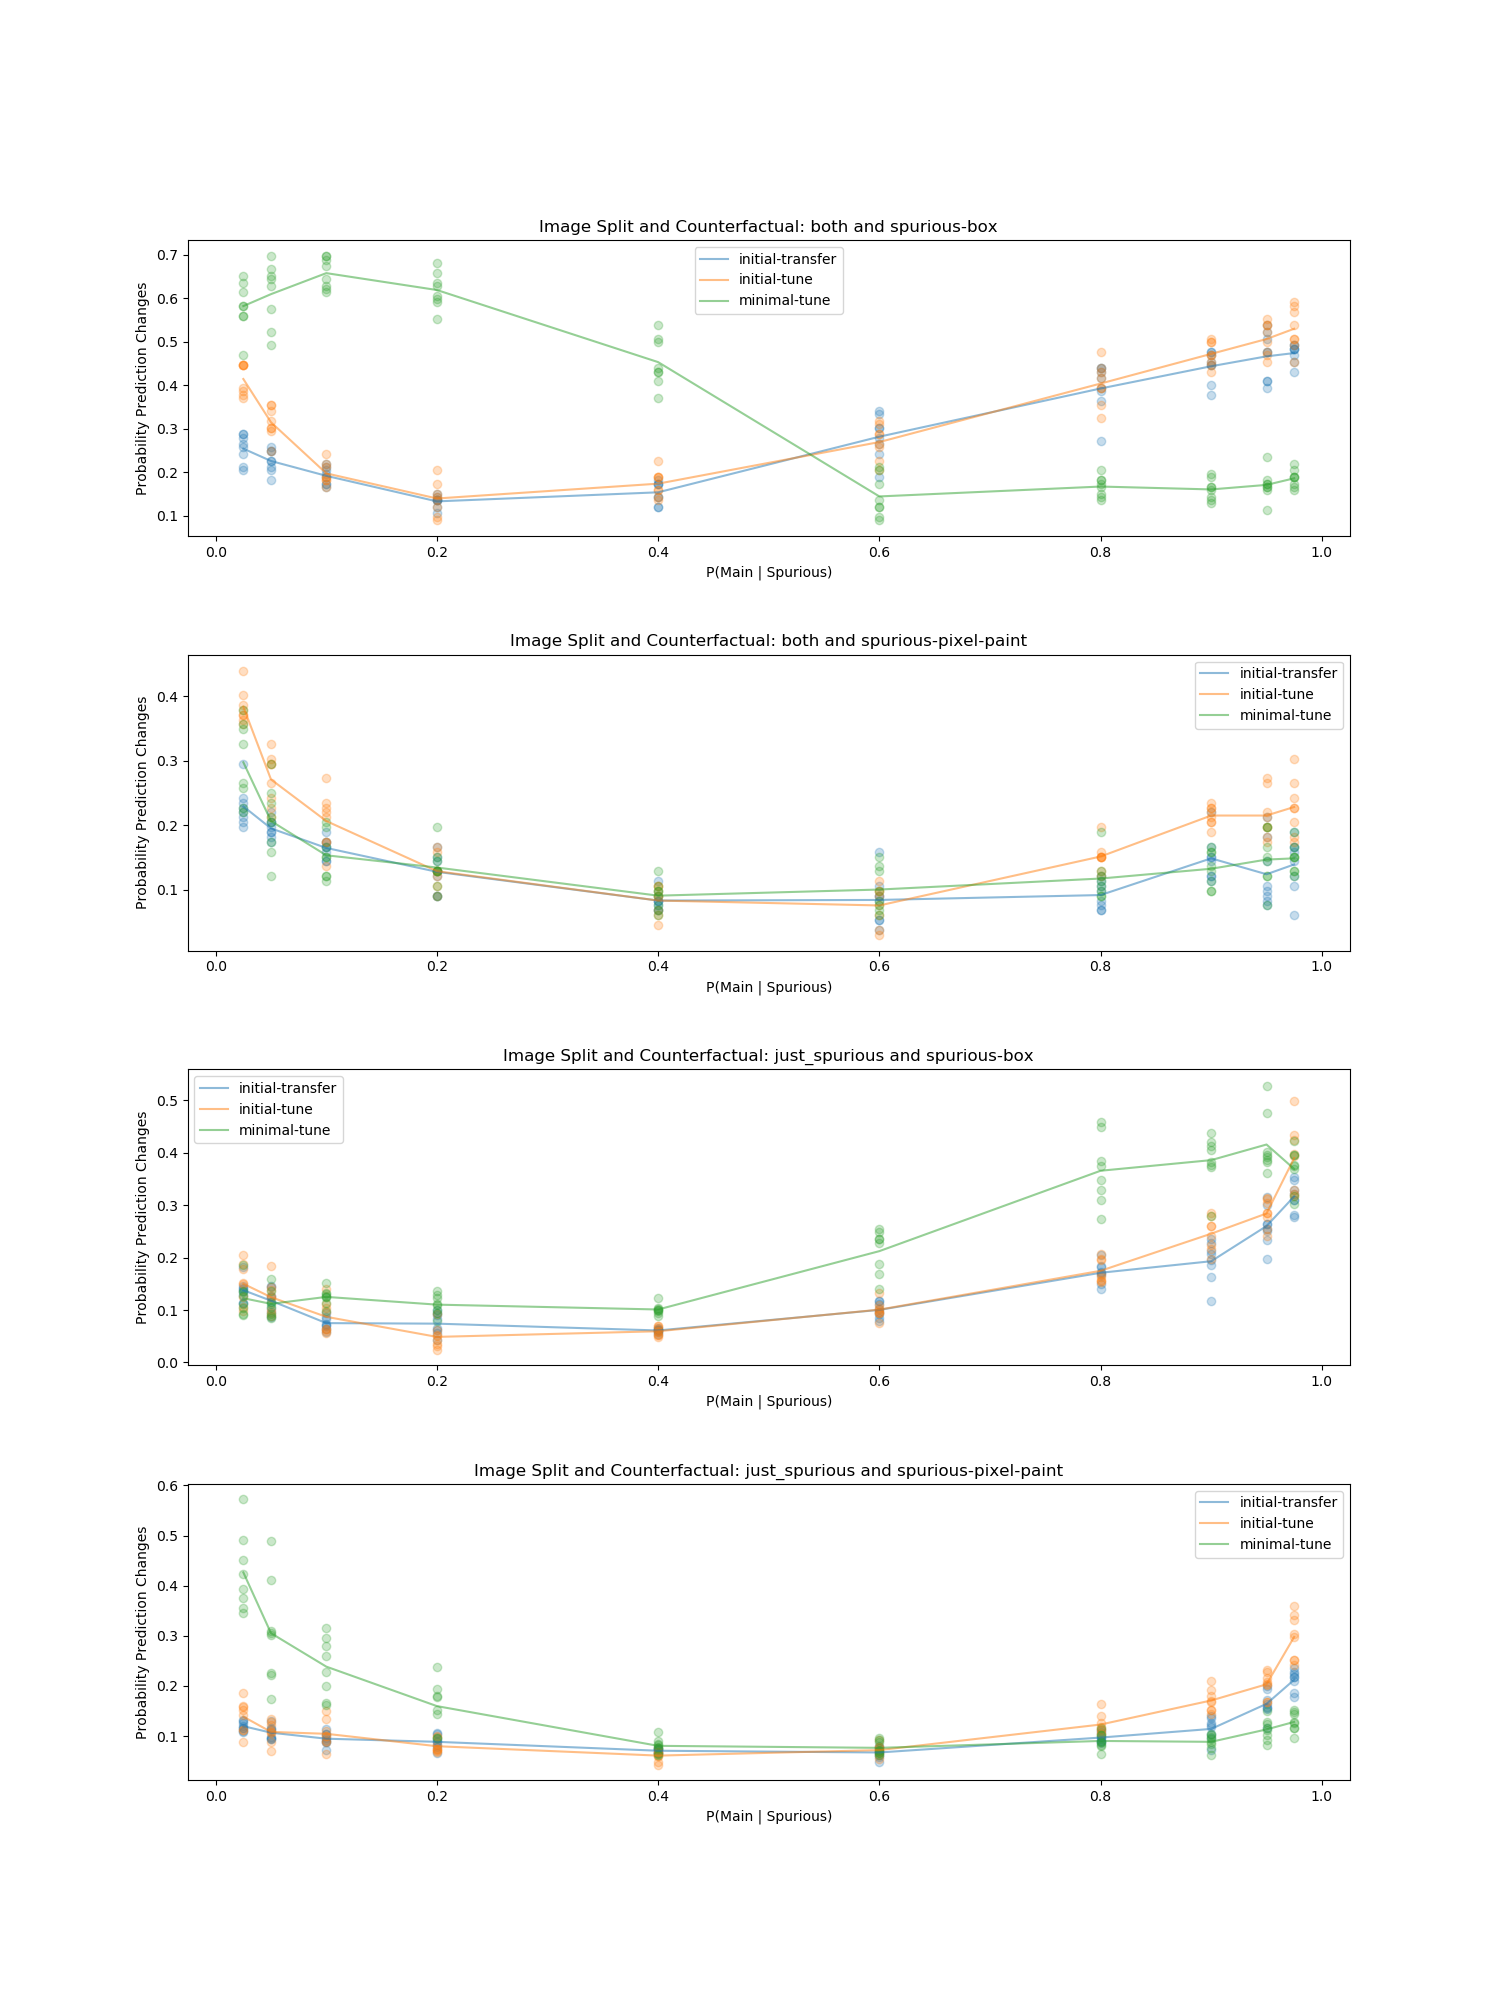 Image Split and Counterfactual: both and spurious-box
Probability Prediction Changes
0.7
0.6
0.5
0.4
0.3
0.2
0.1
initial-transfer
initial-tune
minimal-tune
0.0 0.2 0.4 0.6 0.8 1.0
P(Main | Spurious)
Image Split and Counterfactual: both and spurious-pixel-paint
Probability Prediction Changes
0.4
0.3
0.2
0.1
initial-transfer
initial-tune
minimal-tune
0.0 0.2 0.4 0.6 0.8 1.0
P(Main | Spurious)
Image Split and Counterfactual: just_spurious and spurious-box
Probability Prediction Changes
0.5
0.4
0.3
0.2
0.1
0.0
initial-transfer
initial-tune
minimal-tune
0.0 0.2 0.4 0.6 0.8 1.0
P(Main | Spurious)
Image Split and Counterfactual: just_spurious and spurious-pixel-paint
Probability Prediction Changes
0.6
0.5
0.4
0.3
0.2
0.1
initial-transfer
initial-tune
minimal-tune
0.0 0.2 0.4 0.6 0.8 1.0
P(Main | Spurious)